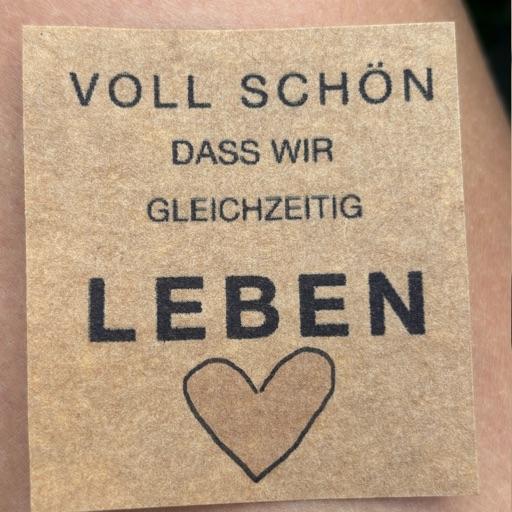 VOLL SCHÖN
DASS WIR
GLEICHZEITIG
LEBEN